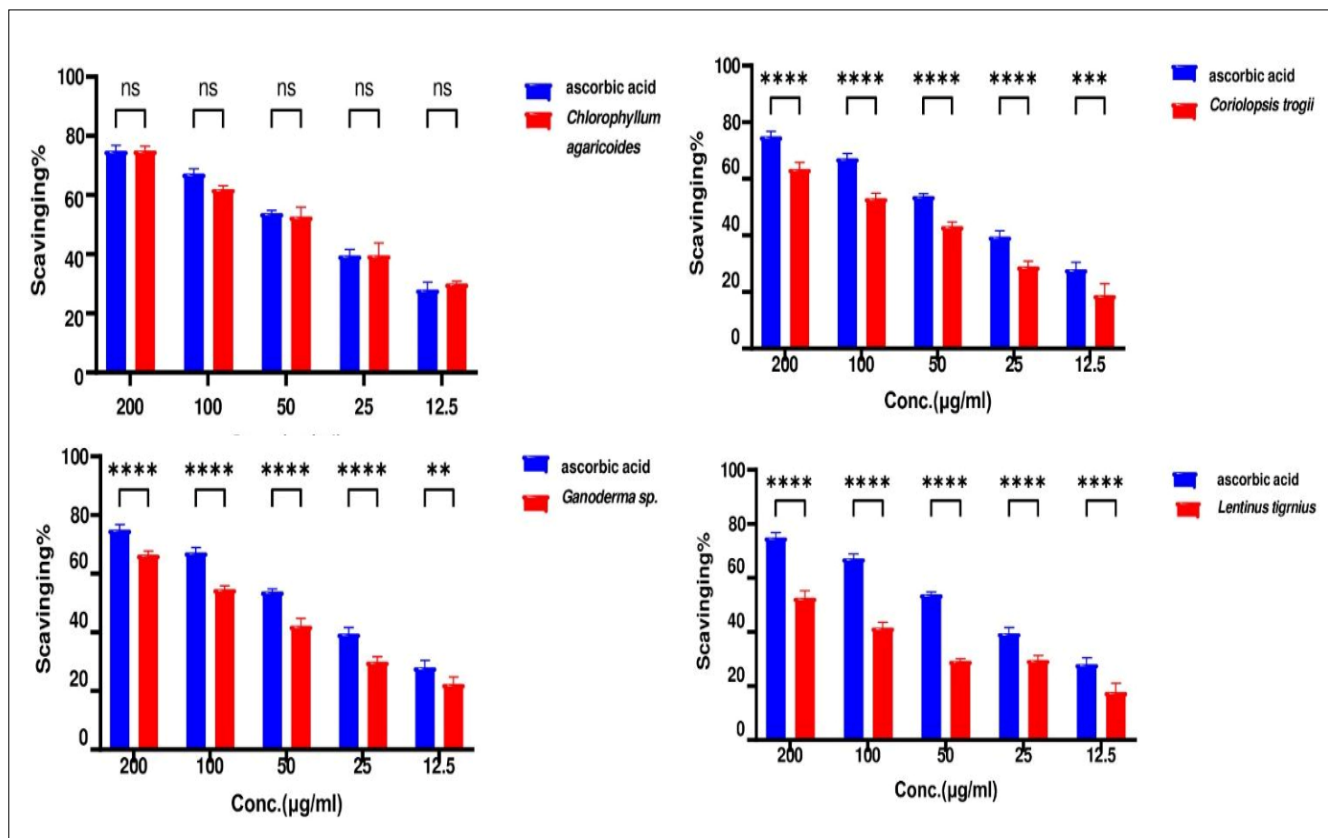 ns ns ns ns ns
ascorbic acid
Chlorophyllum
agaricoides
Scavinging%
100
80
60
40
20
0
200 100 50 25 12.5
**** **** **** **** ***
ascorbic acid
Coriolopsis trogii
Scavinging%
100
80
60
40
20
0
200 100 50 25 12.5
Conc.(µg/ml)
**** **** **** **** **
ascorbic acid
Ganoderma sp.
Scavinging%
100
80
60
40
20
0
200 100 50 25 12.5
Conc.(µg/ml)
**** **** **** **** ****
ascorbic acid
Lentinus tigrnius
Scavinging%
100
80
60
40
20
0
200 100 50 25 12.5
Conc.(µg/ml)